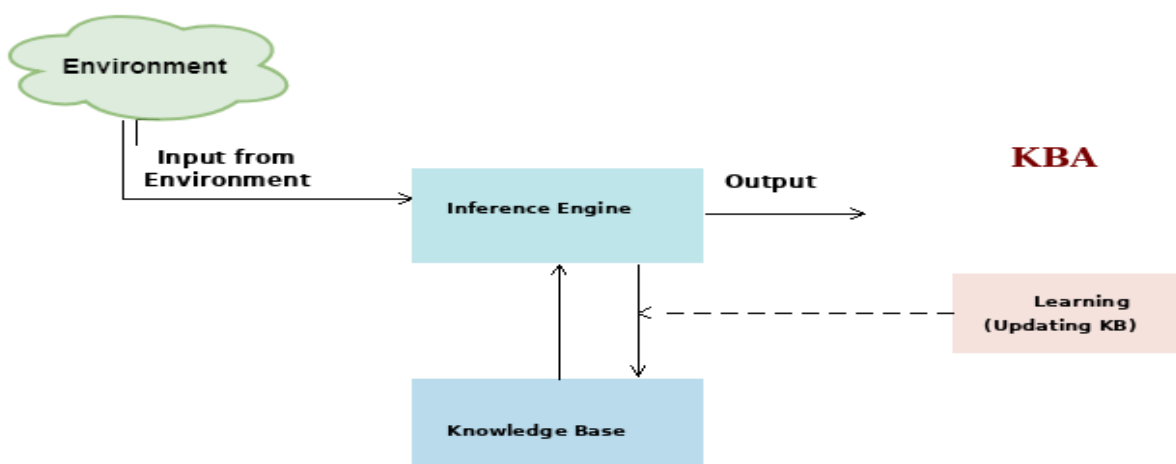 Environment
Input from
Environment
KBA
Output
Inference Engine
Learning
(Updating KB)
Knowledge Base